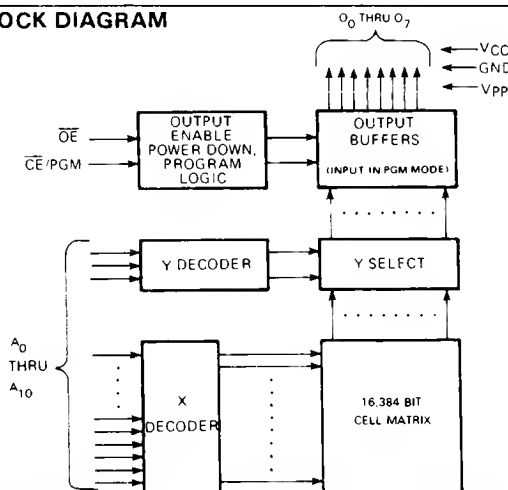 OCK DIAGRAM
O0 THRU O7
VCC
GND
VPP
OE
CE/PGM
OUTPUT
ENABLE
POWER DOWN,
PROGRAM
LOGIC
OUTPUT
BUFFERS
(INPUT IN PGM MODE)
Y DECODER
Y SELECT
A0
THRU
A10
X
DECODER
16,384 BIT
CELL MATRIX